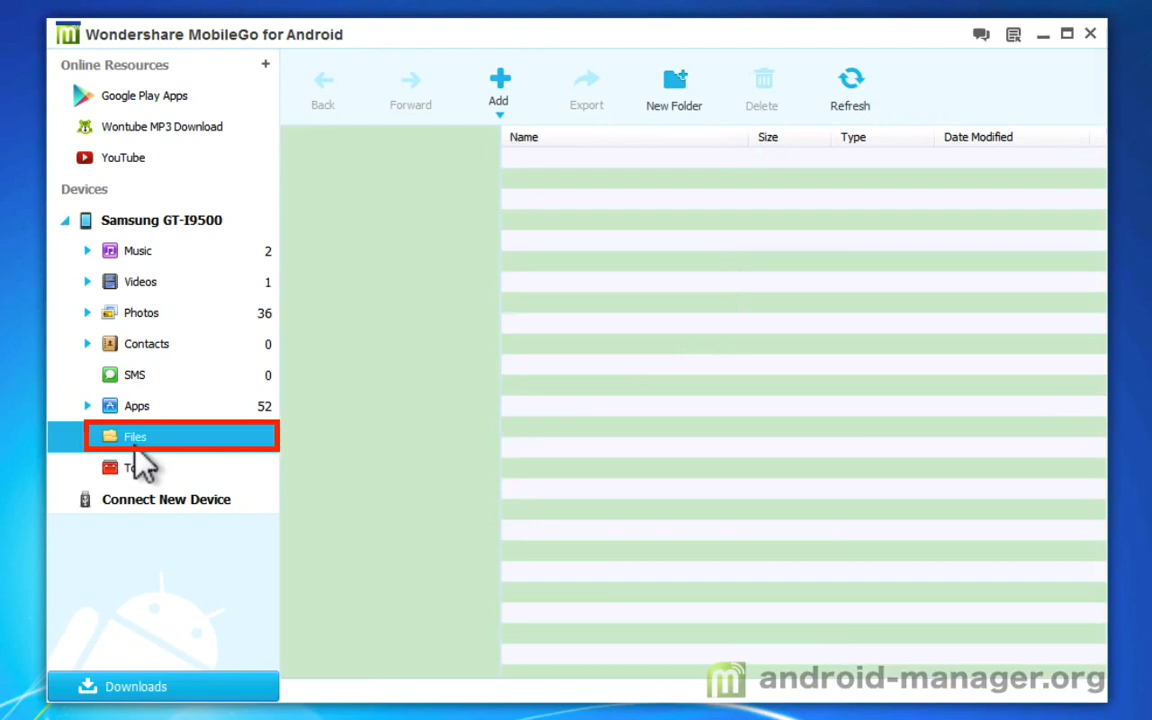 Wondershare MobileGo for Android
Online Resources +
Google Play Apps
Wontube MP3 Download
YouTube
Devices
Samsung GT-I9500
Music 2
Videos 1
Photos 36
Contacts 0
SMS 0
Apps 52
Files
Connect New Device
Downloads
Back Forward Add Export New Folder Delete Refresh
Name Size Type Date Modified
android-manager.org